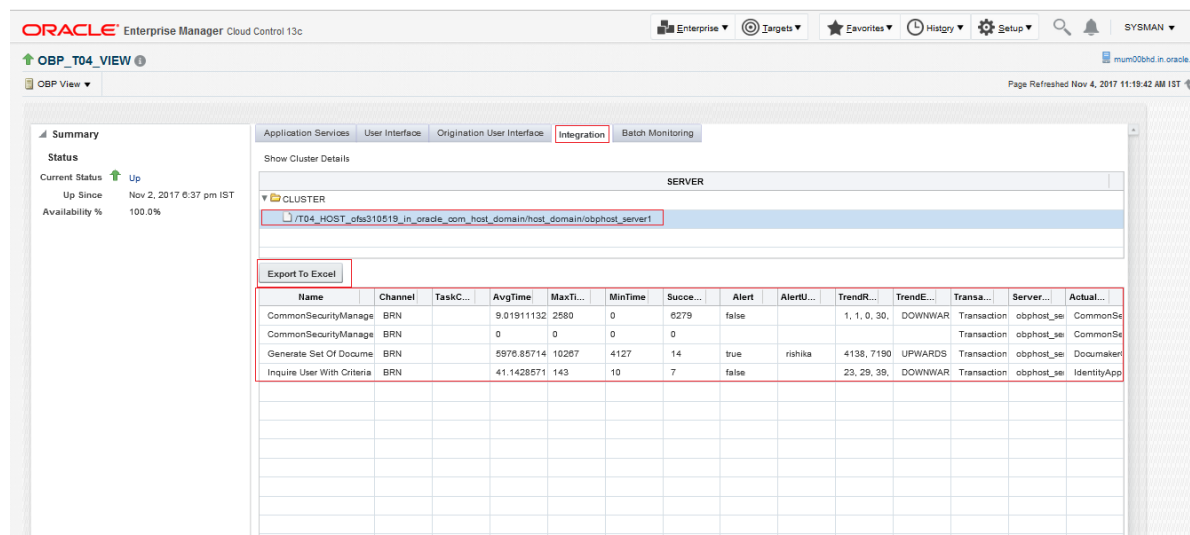 ORACLE Enterprise Manager Cloud Control 13c Enterprise ▼ Targets ▼ Favorites ▼ History ▼ Setup ▼ SYSMAN ▼
OBP_T04_VIEW mum00bhd.in.oracle.
OBP View ▼ Page Refreshed Nov 4, 2017 11:19:42 AM IST
Summary
Status
Current Status Up
Up Since Nov 2, 2017 6:37 pm IST
Availability % 100.0%
Application Services User Interface Origination User Interface Integration Batch Monitoring
Show Cluster Details
SERVER
CLUSTER
/T04_HOST_ofss310519_in_oracle_com_host_domain/host_domain/obphost_server1
Export To Excel
Name Channel TaskC... AvgTime MaxTi... MinTime Succe... Alert AlertU... TrendR... TrendE... Transa... Server... Actual...
CommonSecurityManage BRN 9.01911132 2580 0 6279 false 1, 1, 0, 30, DOWNWAR Transaction obphost_se CommonSe
CommonSecurityManage BRN 0 0 0 0 Transaction obphost_se CommonSe
Generate Set Of Docume BRN 5976.85714 10267 4127 14 true rishika 4138, 7190 UPWARDS Transaction obphost_se Documaker
Inquire User With Criteria BRN 41.1428571 143 10 7 false 23, 29, 39, DOWNWAR Transaction obphost_se IdentityApp